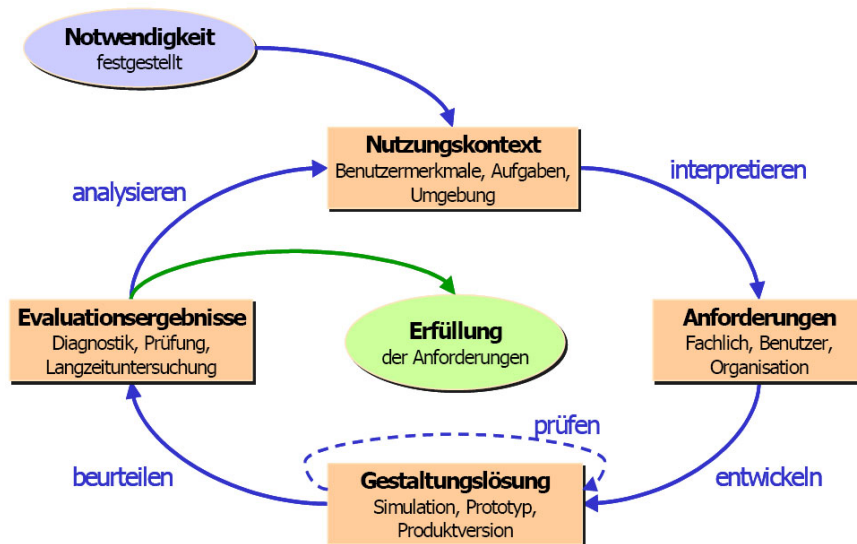 Notwendigkeit
festgestellt
Nutzungskontext
Benutzermerkmale, Aufgaben,
Umgebung
analysieren
interpretieren
Evaluationsergebnisse
Diagnostik, Prüfung,
Langzeituntersuchung
Erfüllung
der Anforderungen
Anforderungen
Fachlich, Benutzer,
Organisation
prüfen
beurteilen
entwickeln
Gestaltungslösung
Simulation, Prototyp,
Produktversion